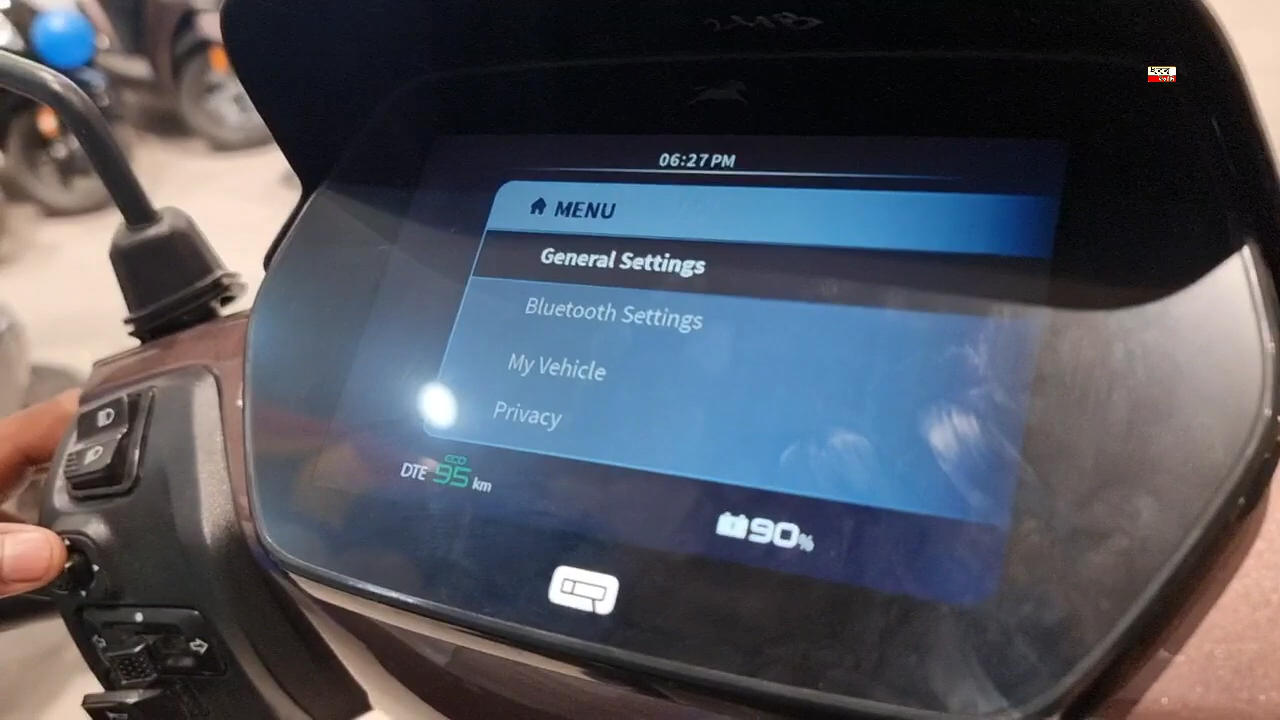 06:27 PM
MENU
General Settings
Bluetooth Settings
My Vehicle
Privacy
ECO
DTE 95 km
90%